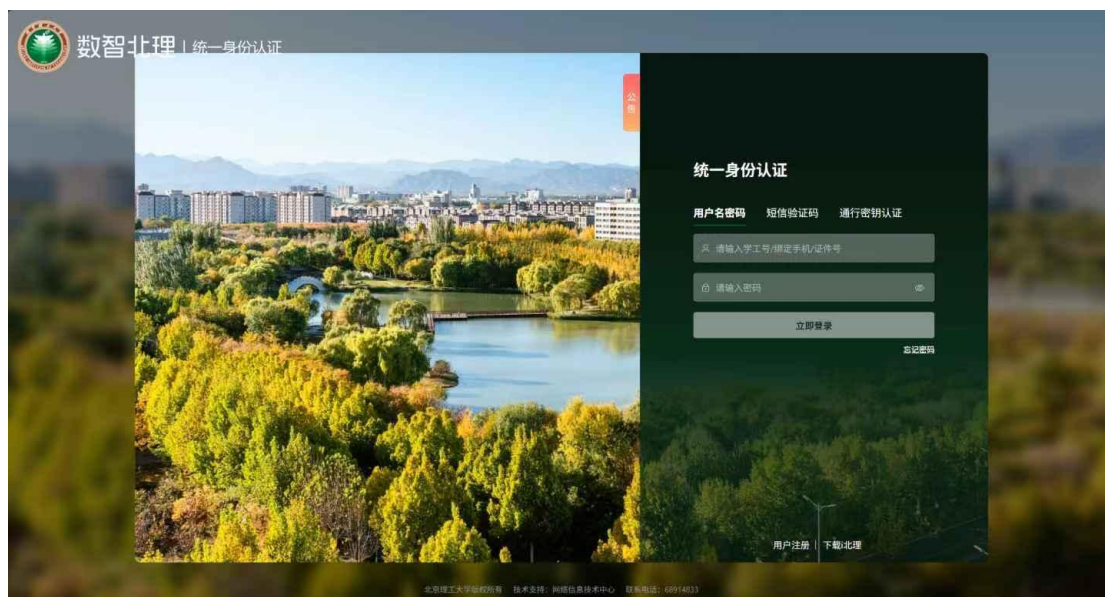 数智北理 | 统一身份认证
公告
统一身份认证
用户名密码 短信验证码 通行密钥认证
请输入学工号/绑定手机/证件号
请输入密码
立即登录
忘记密码
用户注册 | 下载i北理
北京理工大学版权所有 技术支持：网络信息技术中心 联系电话：68914833